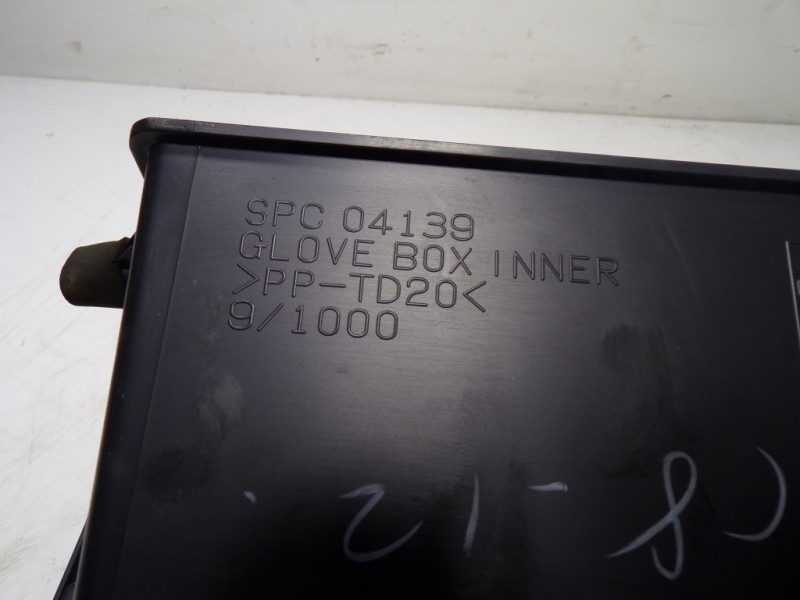 SPC 04139
GLOVE BOX INNER
>PP-TD20<
9/1000